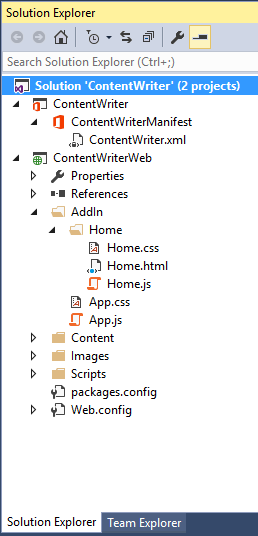 Solution Explorer
Search Solution Explorer (Ctrl+;)
Solution 'ContentWriter' (2 projects)
ContentWriter
ContentWriterManifest
ContentWriter.xml
ContentWriterWeb
Properties
References
AddIn
Home
Home.css
Home.html
Home.js
App.css
App.js
Content
Images
Scripts
packages.config
Web.config
Solution Explorer Team Explorer